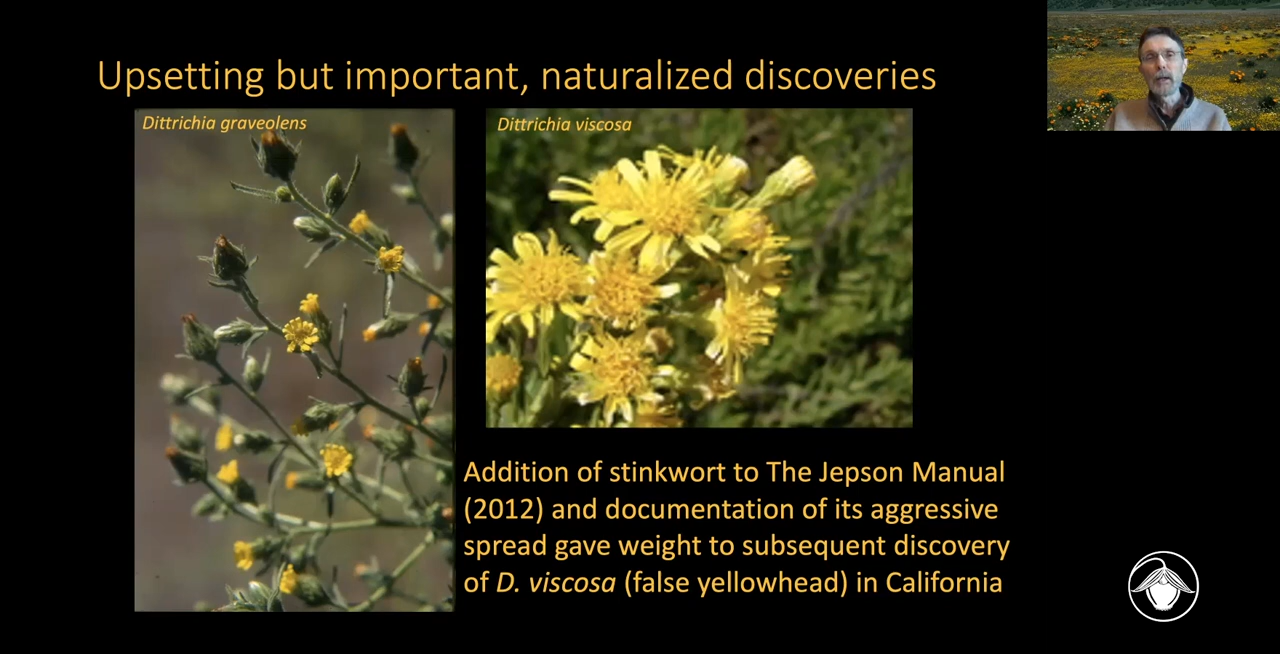 Upsetting but important, naturalized discoveries
Dittrichia graveolens
Dittrichia viscosa
Addition of stinkwort to The Jepson Manual
(2012) and documentation of its aggressive
spread gave weight to subsequent discovery
of D. viscosa (false yellowhead) in California